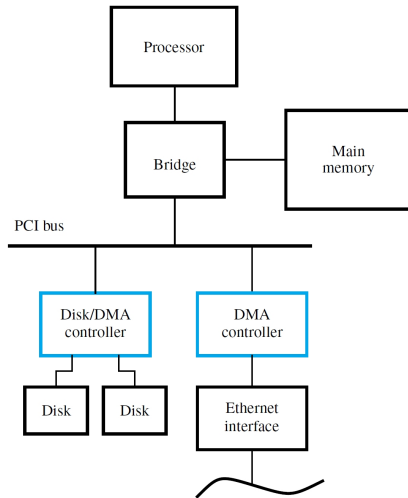 Processor
Bridge
Main
memory
PCI bus
Disk/DMA
controller
DMA
controller
Disk
Disk
Ethernet
interface